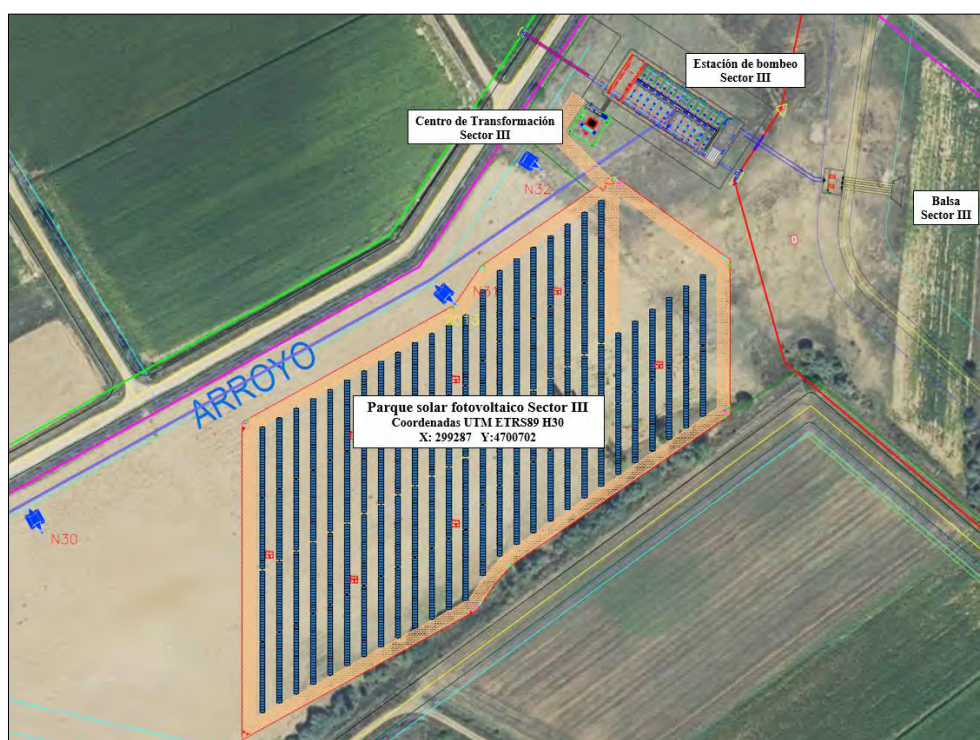 Estación de bombeo
Sector III
Centro de Transformación
Sector III
N32
Balsa
Sector III
N31
ARROYO
Parque solar fotovoltaico Sector III
Coordenadas UTM ETRS89 H30
X: 299287 Y:4700702
N30